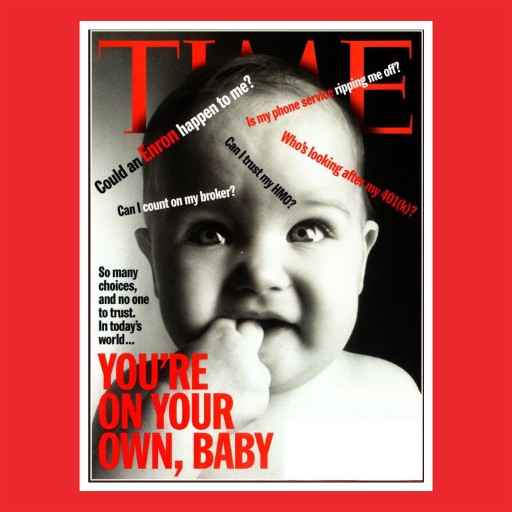 TIME
Could an Enron happen to me?
Is my phone service ripping me off?
Who's looking after my 401(k)?
Can I trust my HMO?
Can I count on my broker?
So many
choices,
and no one
to trust.
In today's
world...
YOU'RE
ON YOUR
OWN, BABY